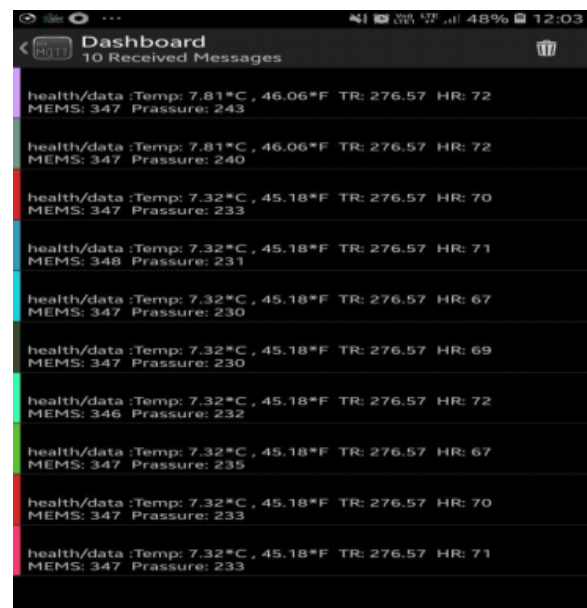 48% 12:03
MQTT
Dashboard
10 Received Messages
health/data :Temp: 7.81*C , 46.06*F TR: 276.57 HR: 72
MEMS: 347 Prassure: 243
health/data :Temp: 7.81*C , 46.06*F TR: 276.57 HR: 72
MEMS: 347 Prassure: 240
health/data :Temp: 7.32*C , 45.18*F TR: 276.57 HR: 70
MEMS: 347 Prassure: 233
health/data :Temp: 7.32*C , 45.18*F TR: 276.57 HR: 71
MEMS: 348 Prassure: 231
health/data :Temp: 7.32*C , 45.18*F TR: 276.57 HR: 67
MEMS: 347 Prassure: 230
health/data :Temp: 7.32*C , 45.18*F TR: 276.57 HR: 69
MEMS: 347 Prassure: 230
health/data :Temp: 7.32*C , 45.18*F TR: 276.57 HR: 72
MEMS: 346 Prassure: 232
health/data :Temp: 7.32*C , 45.18*F TR: 276.57 HR: 67
MEMS: 347 Prassure: 235
health/data :Temp: 7.32*C , 45.18*F TR: 276.57 HR: 70
MEMS: 347 Prassure: 233
health/data :Temp: 7.32*C , 45.18*F TR: 276.57 HR: 71
MEMS: 347 Prassure: 233